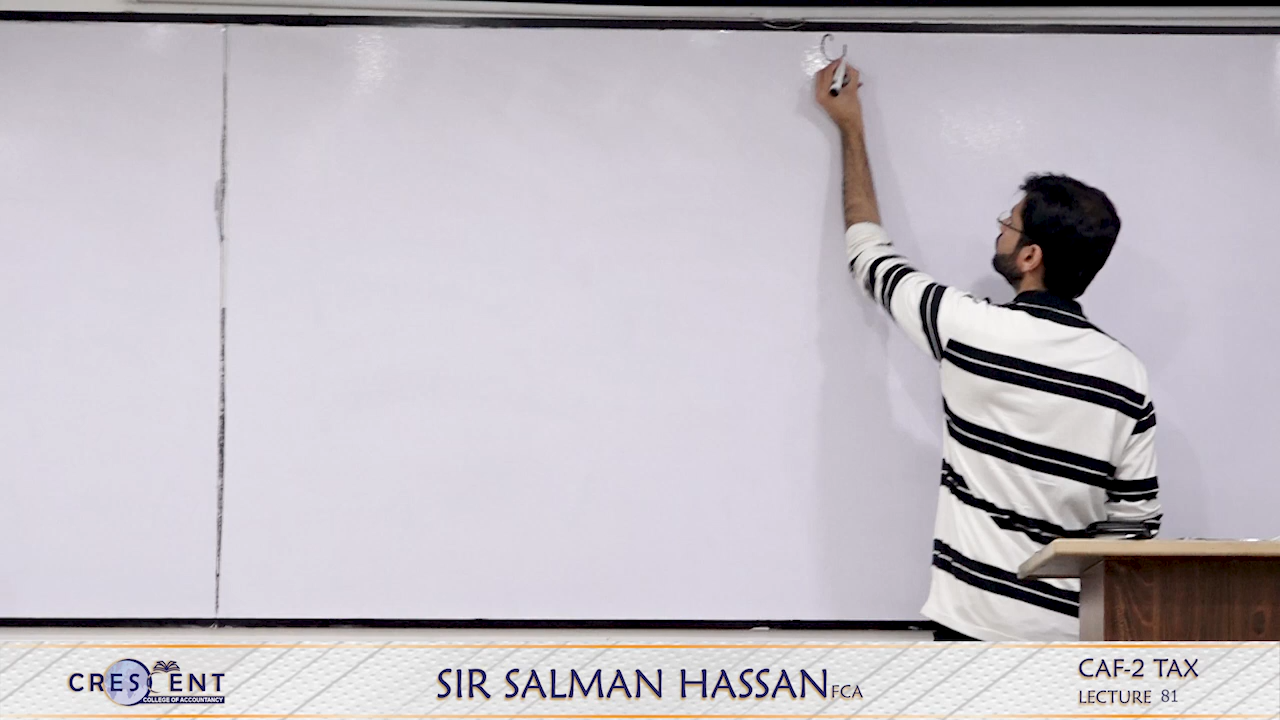 CRESCENT
COLLEGE OF ACCOUNTANCY
SIR SALMAN HASSAN FCA
CAF-2 TAX
LECTURE 81